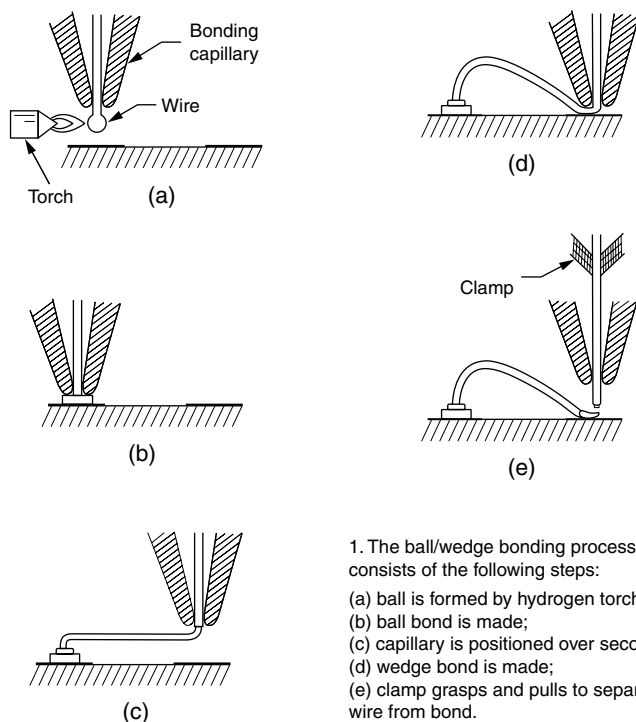 Bonding
capillary
Wire
Torch
(a)
(b)
(c)
(d)
Clamp
(e)
1. The ball/wedge bonding process
consists of the following steps:
(a) ball is formed by hydrogen torch
(b) ball bond is made;
(c) capillary is positioned over
(d) wedge bond is made;
(e) clamp grasps and pulls to
wire from bond.